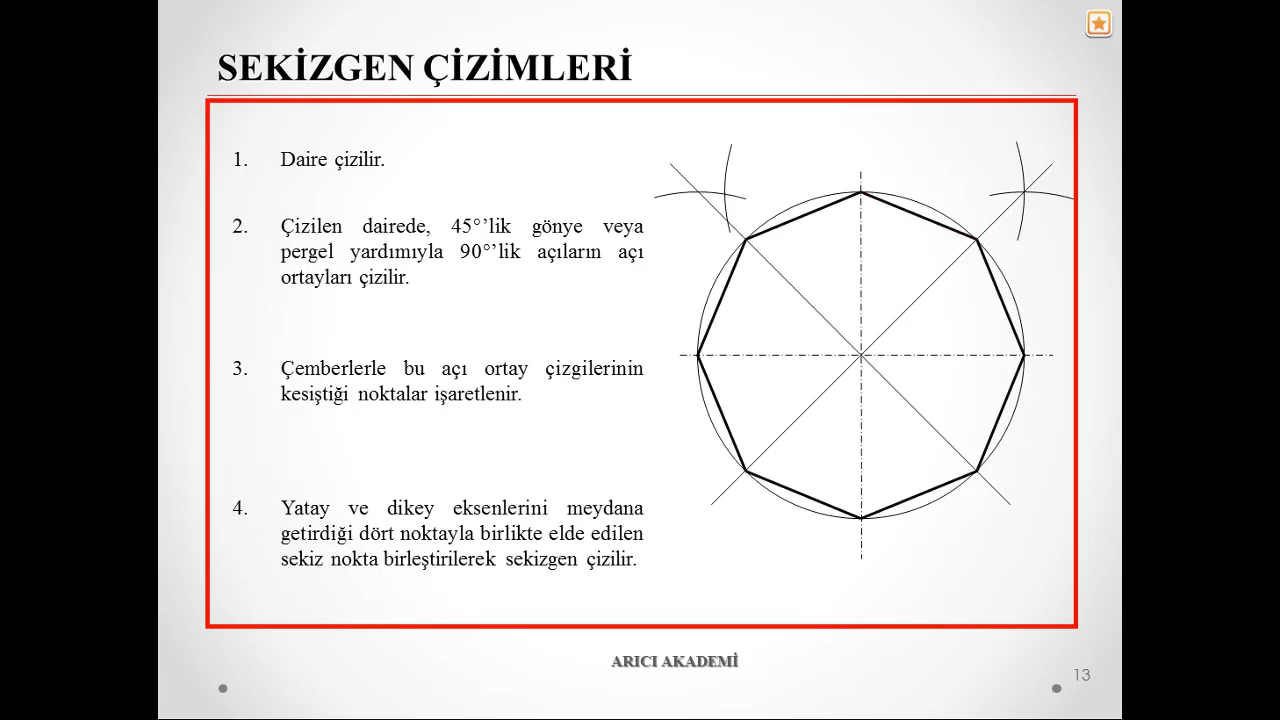 SEKİZGEN ÇİZİMLERİ
1. Daire çizilir.
2. Çizilen dairede, 45°’lik gönye veya
pergel yardımıyla 90°’lik açıların açı
ortayları çizilir.
3. Çemberlerle bu açı ortay çizgilerinin
kesiştiği noktalar işaretlenir.
4. Yatay ve dikey eksenlerini meydana
getirdiği dört noktayla birlikte elde edilen
sekiz nokta birleştirilerek sekizgen çizilir.
ARICI AKADEMİ
13